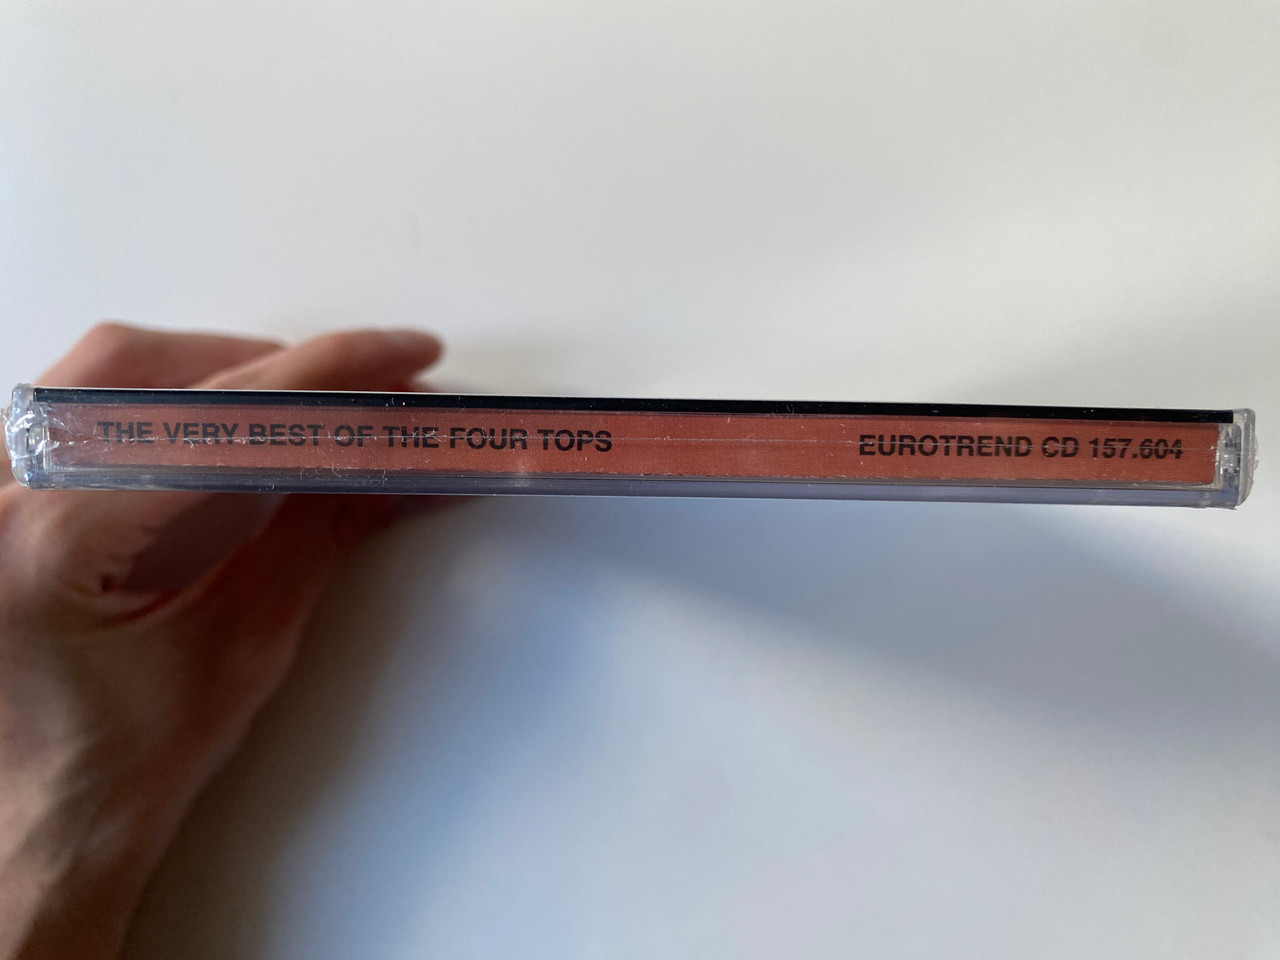 THE VERY BEST OF THE FOUR TOPS EUROTREND CD 157.604